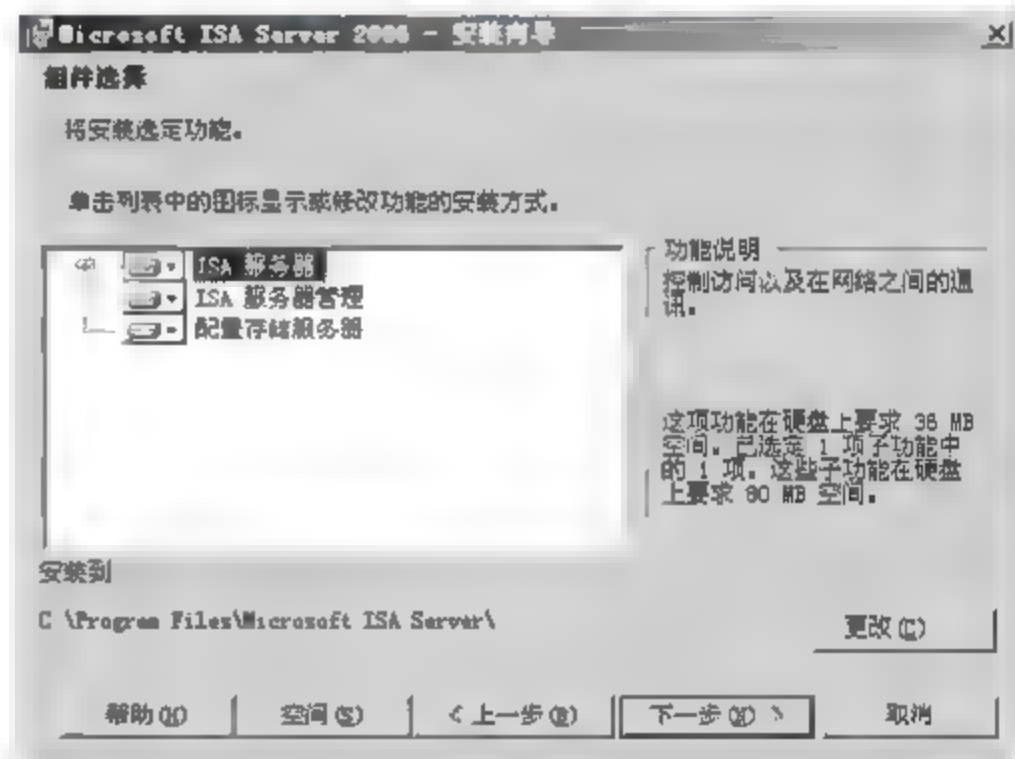 Microsoft ISA Server 2006 - 安装向导
组件选择
将安装选定功能。
单击列表中的图标显示或修改功能的安装方式。
ISA 服务器
ISA 服务器管理
配置存储服务器
功能说明
控制访问以及在网络之间的通
讯。
这项功能在硬盘上要求 36 MB
空间。已选定 1 项子功能中
的 1 项。这些子功能在硬盘
上要求 80 MB 空间。
安装到
C \Program Files\Microsoft ISA Server\
更改(C)
帮助(H)
空间(S)
< 上一步(B)
下一步(N) >
取消